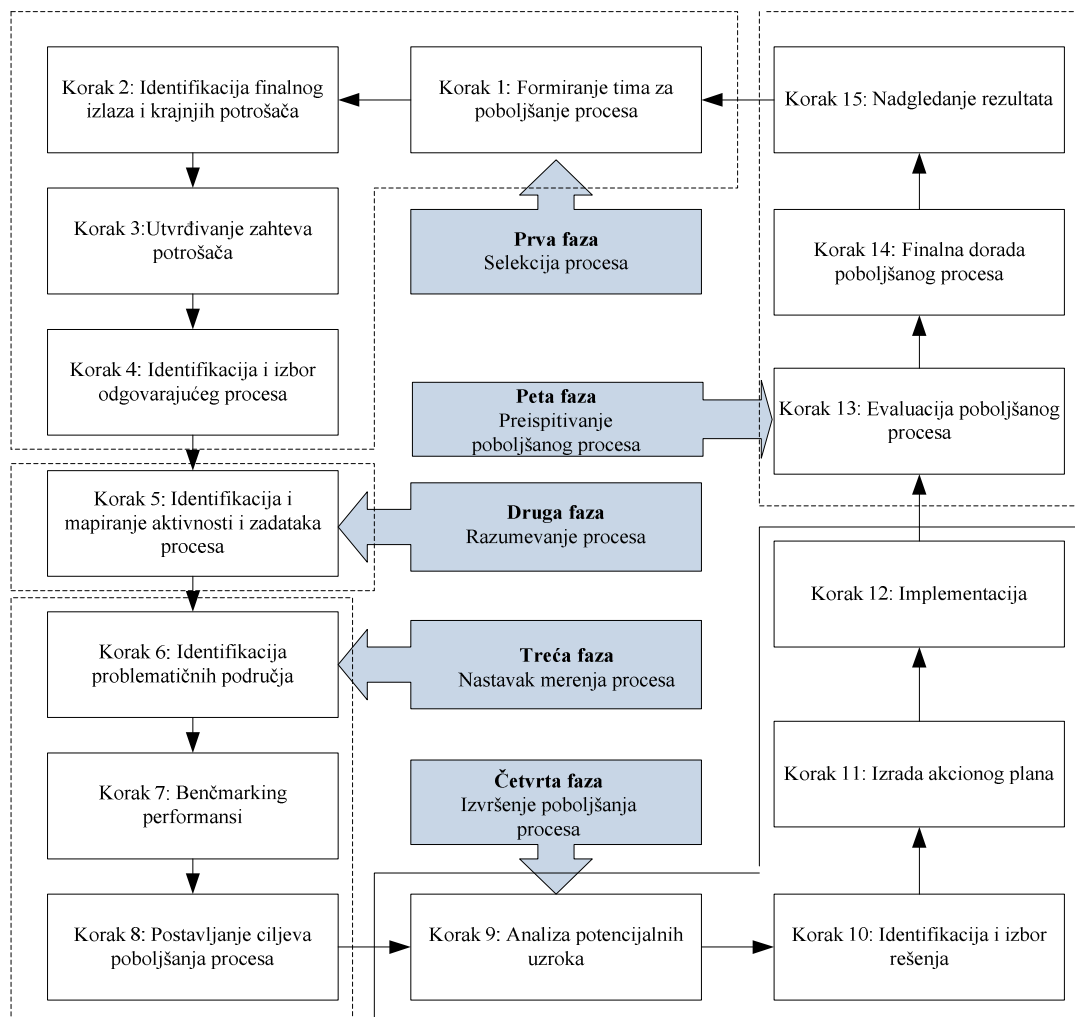 Korak 2: Identifikacija finalnog
izlaza i krajnjih potrošača
Korak 1: Formiranje tima za
poboljšanje procesa
Korak 15: Nadgledanje rezultata
Korak 3:Utvrđivanje zahteva
potrošača
Prva faza
Selekcija procesa
Korak 14: Finalna dorada
poboljšanog procesa
Korak 4: Identifikacija i izbor
odgovarajućeg procesa
Peta faza
Preispitivanje
poboljšanog procesa
Korak 13: Evaluacija poboljšanog
procesa
Korak 5: Identifikacija i
mapiranje aktivnosti i zadataka
procesa
Druga faza
Razumevanje procesa
Korak 12: Implementacija
Korak 6: Identifikacija
problematičnih područja
Treća faza
Nastavak merenja procesa
Korak 7: Benčmarking
performansi
Četvrta faza
Izvršenje poboljšanja
procesa
Korak 11: Izrada akcionog plana
Korak 8: Postavljanje ciljeva
poboljšanja procesa
Korak 9: Analiza potencijalnih
uzroka
Korak 10: Identifikacija i izbor
rešenja